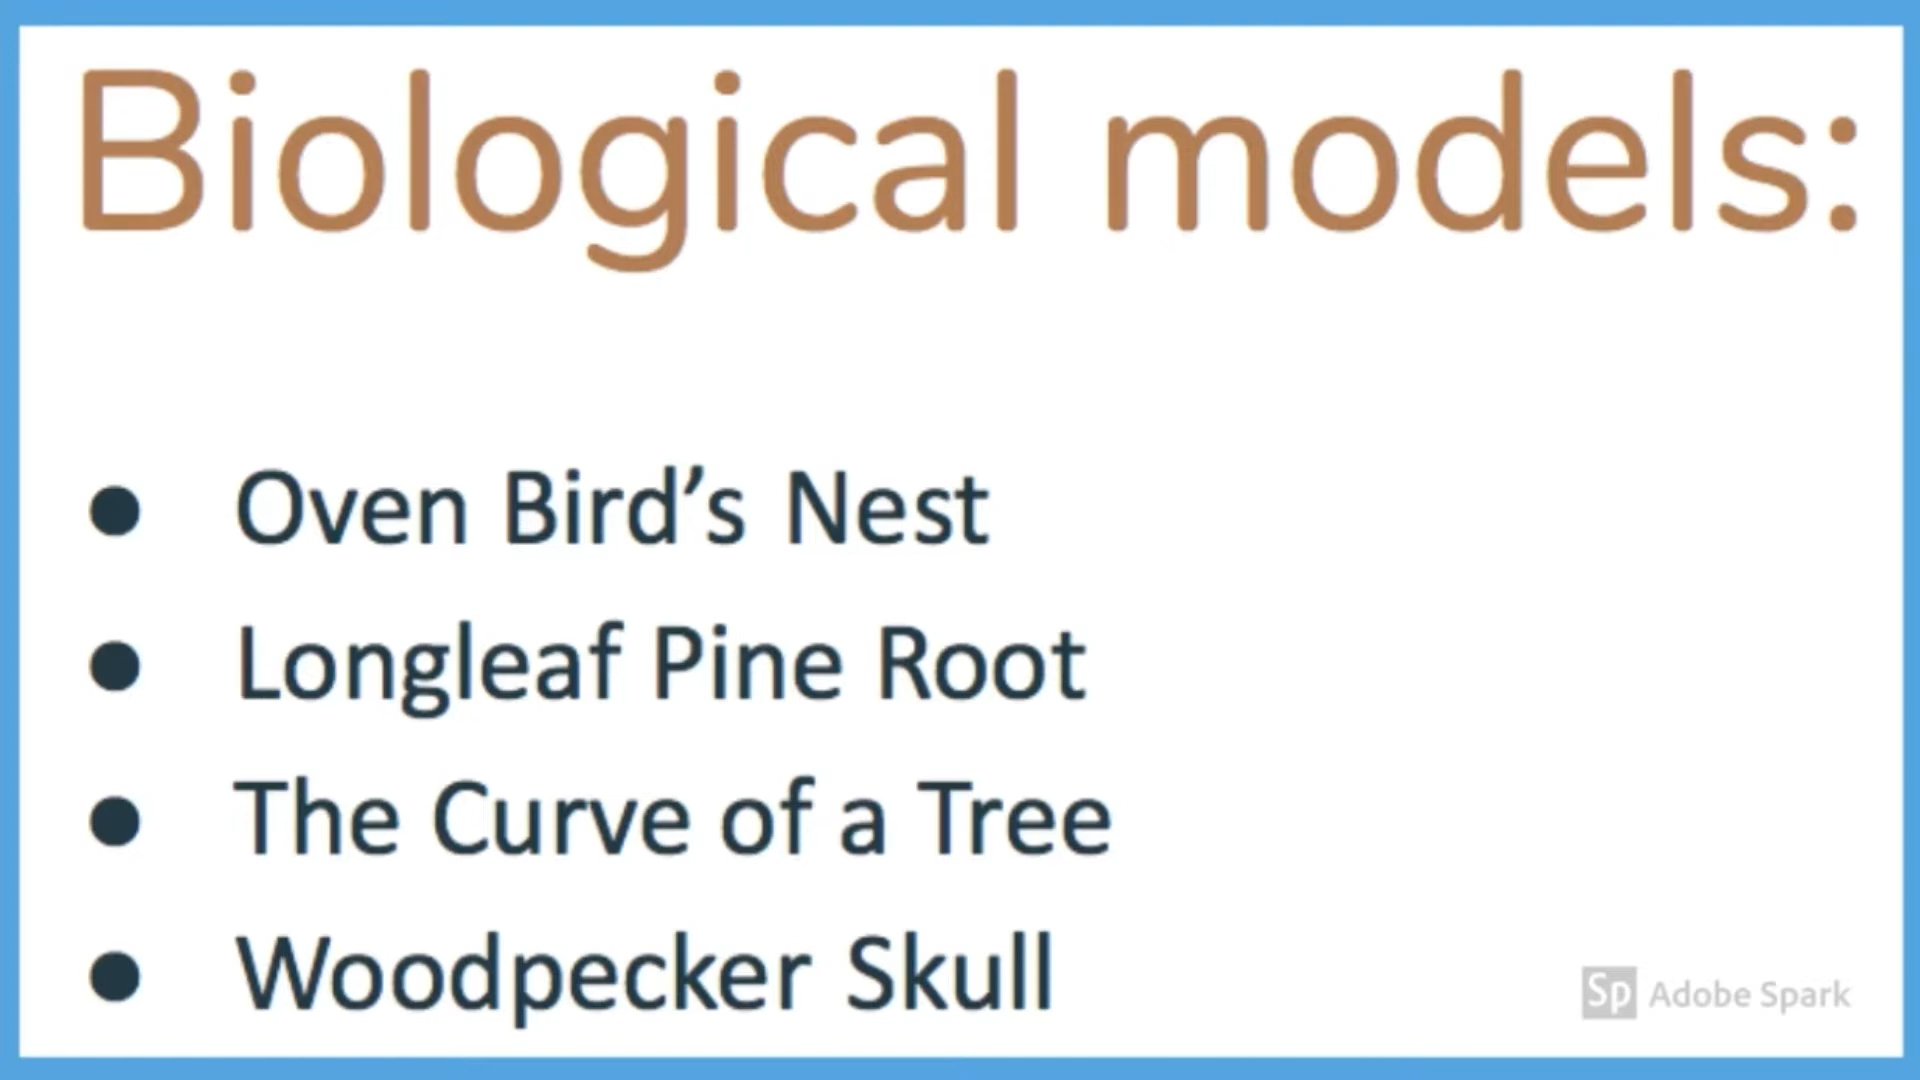 Biological models:
● Oven Bird’s Nest
● Longleaf Pine Root
● The Curve of a Tree
● Woodpecker Skull
Sp Adobe Spark